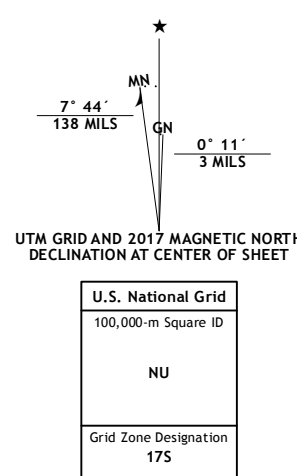 ★
MN
7° 44´
138 MILS
GN
0° 11´
3 MILS
UTM GRID AND 2017 MAGNETIC NORTH
DECLINATION AT CENTER OF SHEET
U.S. National Grid
100,000-m Square ID
NU
Grid Zone Designation
17S